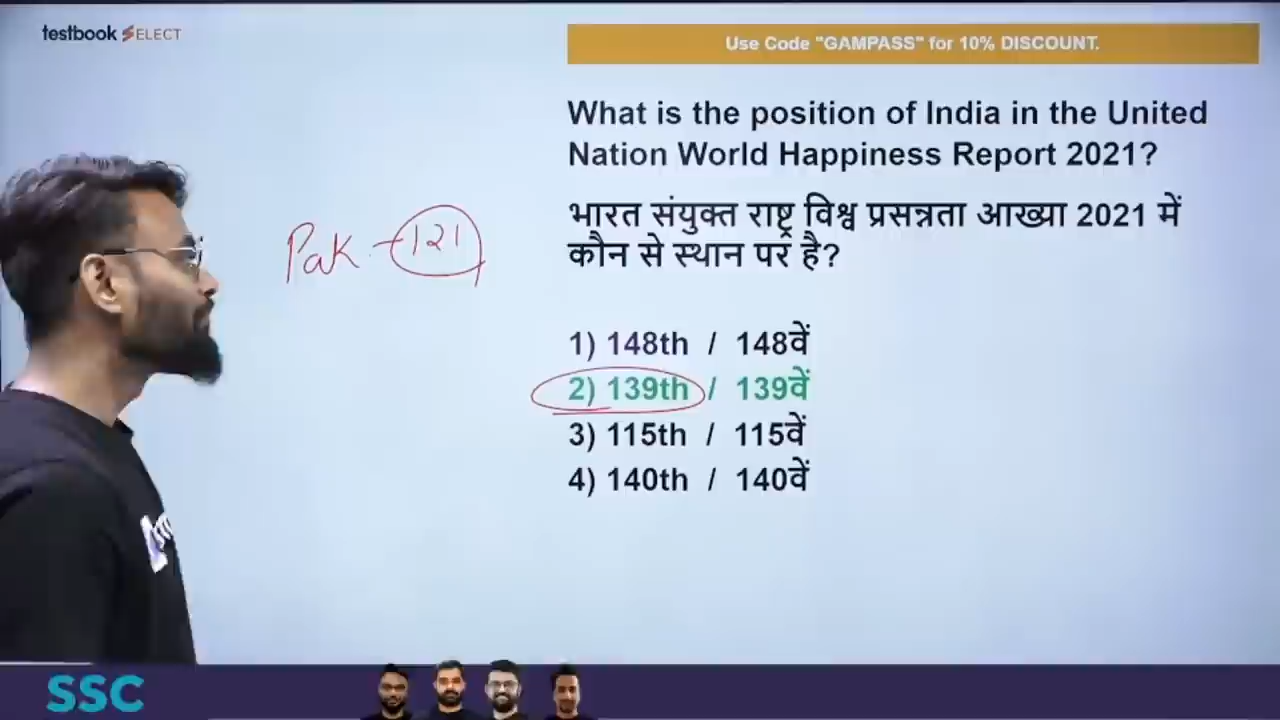 testbook SELECT
Use Code "GAMPASS" for 10% DISCOUNT.
What is the position of India in the United
Nation World Happiness Report 2021?
भारत संयुक्त राष्ट्र विश्व प्रसन्नता आख्या 2021 में
कौन से स्थान पर है?
Pak - 121
1) 148th / 148वें
2) 139th / 139वें
3) 115th / 115वें
4) 140th / 140वें
SSC